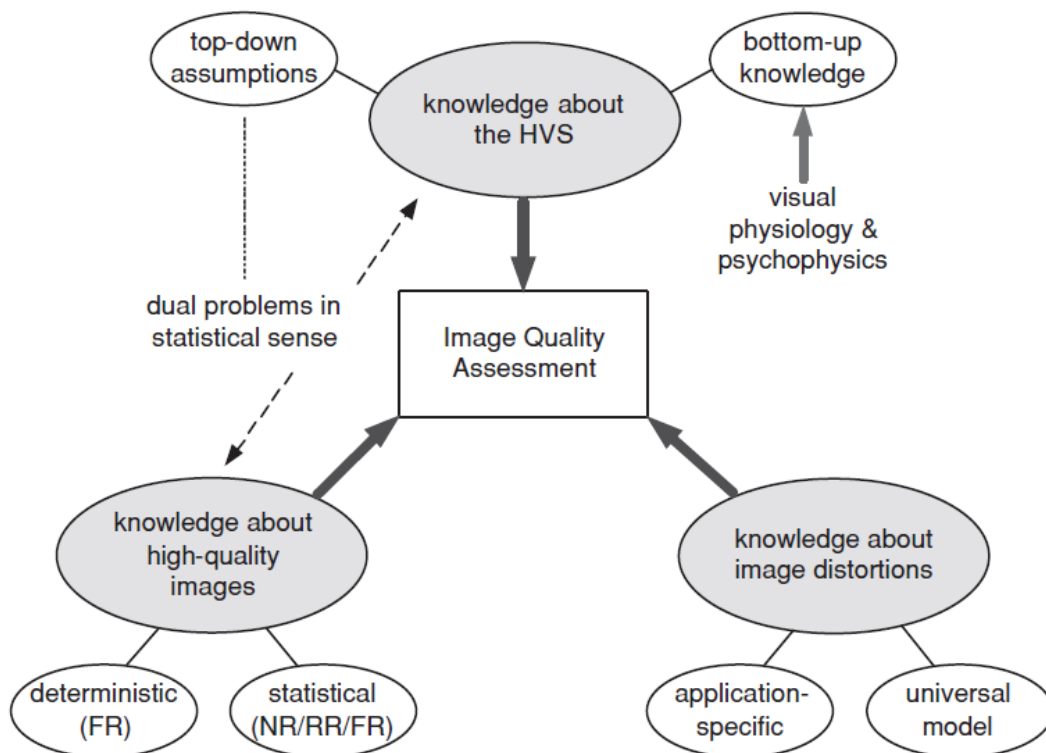 top-down
assumptions
bottom-up
knowledge
knowledge about
the HVS
visual
physiology &
psychophysics
dual problems in
statistical sense
Image Quality
Assessment
knowledge about
high-quality
images
knowledge about
image distortions
deterministic
(FR)
statistical
(NR/RR/FR)
application-
specific
universal
model